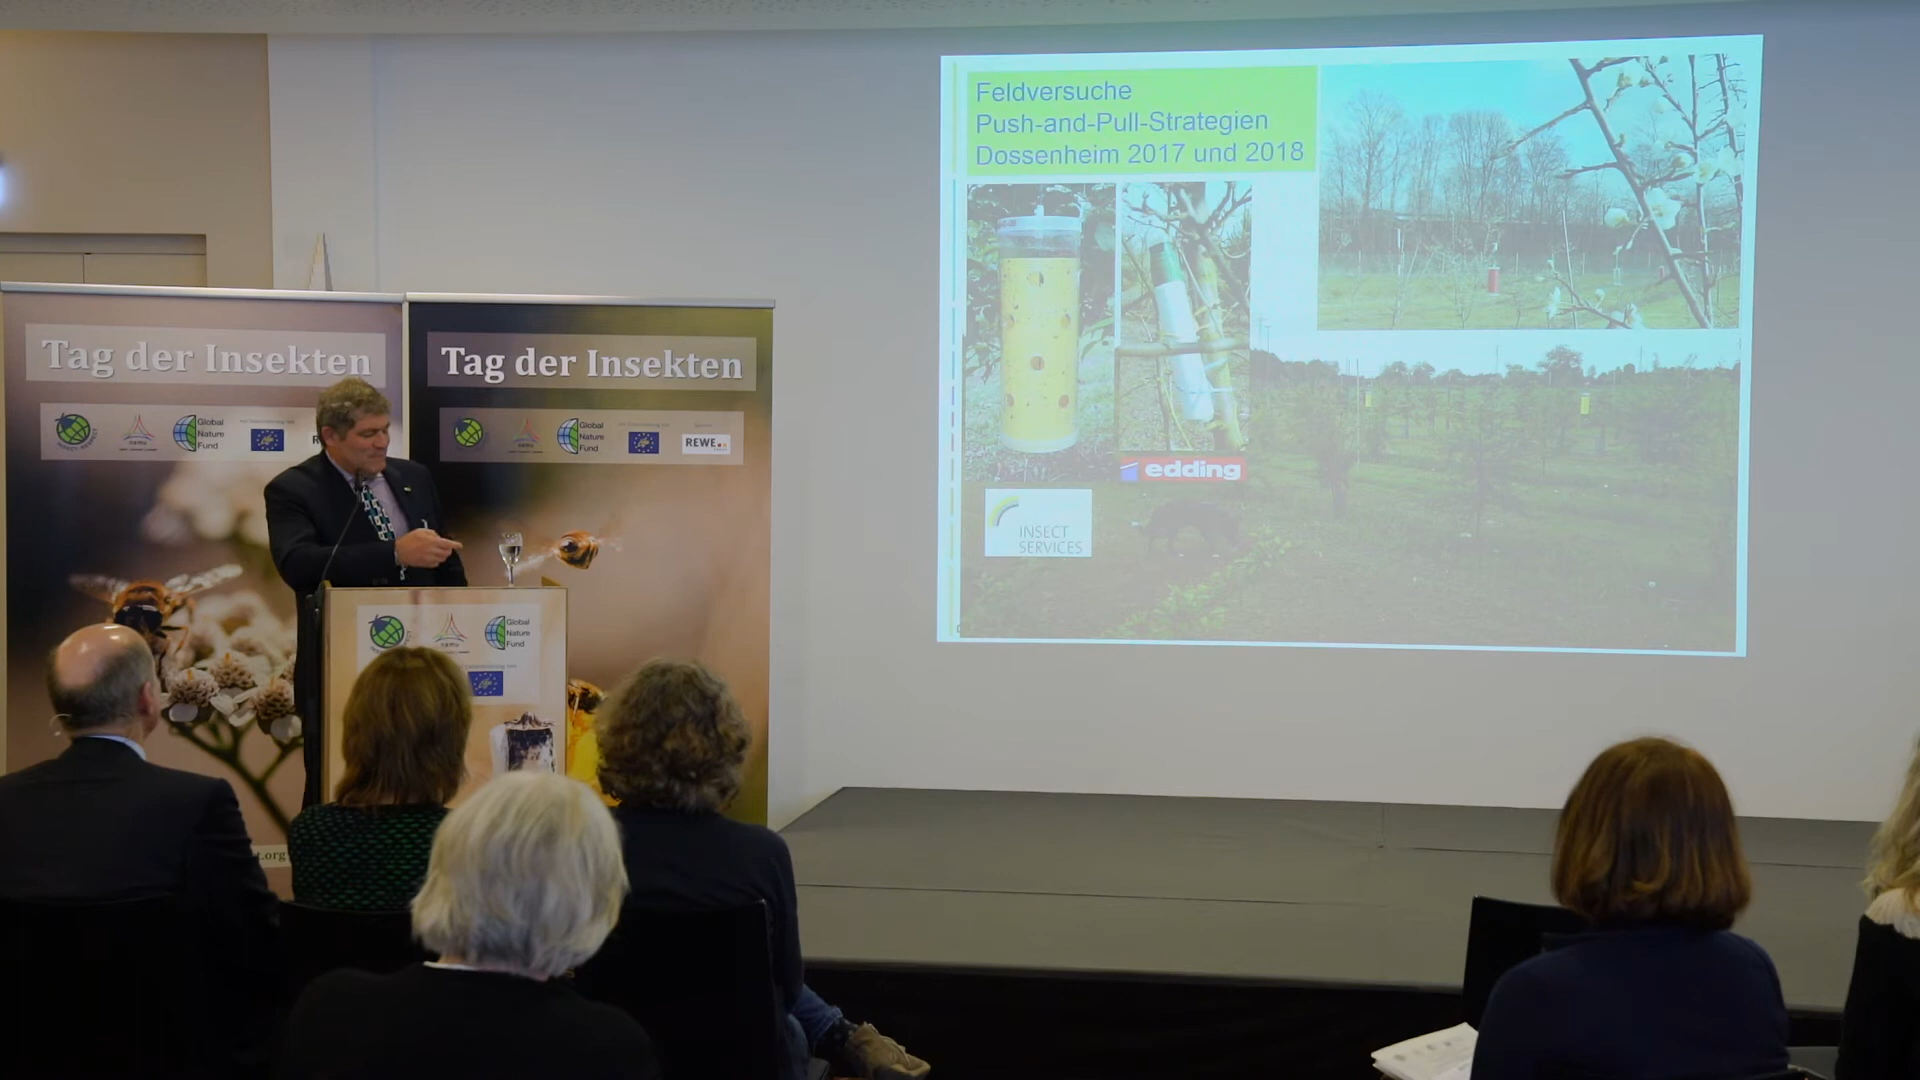 Feldversuche
Push-and-Pull-Strategien
Dossenheim 2017 und 2018
edding
INSECT
SERVICES
Tag der Insekten
Tag der Insekten
Global
Nature
Fund
Global
Nature
Fund
REWE
Global
Nature
Fund